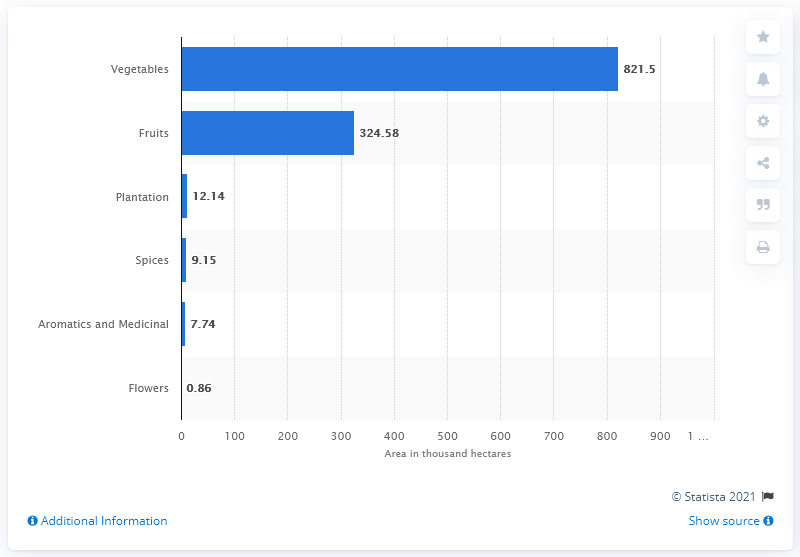 Vegetables 821.5
Fruits 324.58
Plantation 12.14
Spices 9.15
Aromatics and Medicinal 7.74
Flowers 0.86
0 100 200 300 400 500 600 700 800 900 1 ...
Area in thousand hectares
© Statista 2021
Additional Information Show source